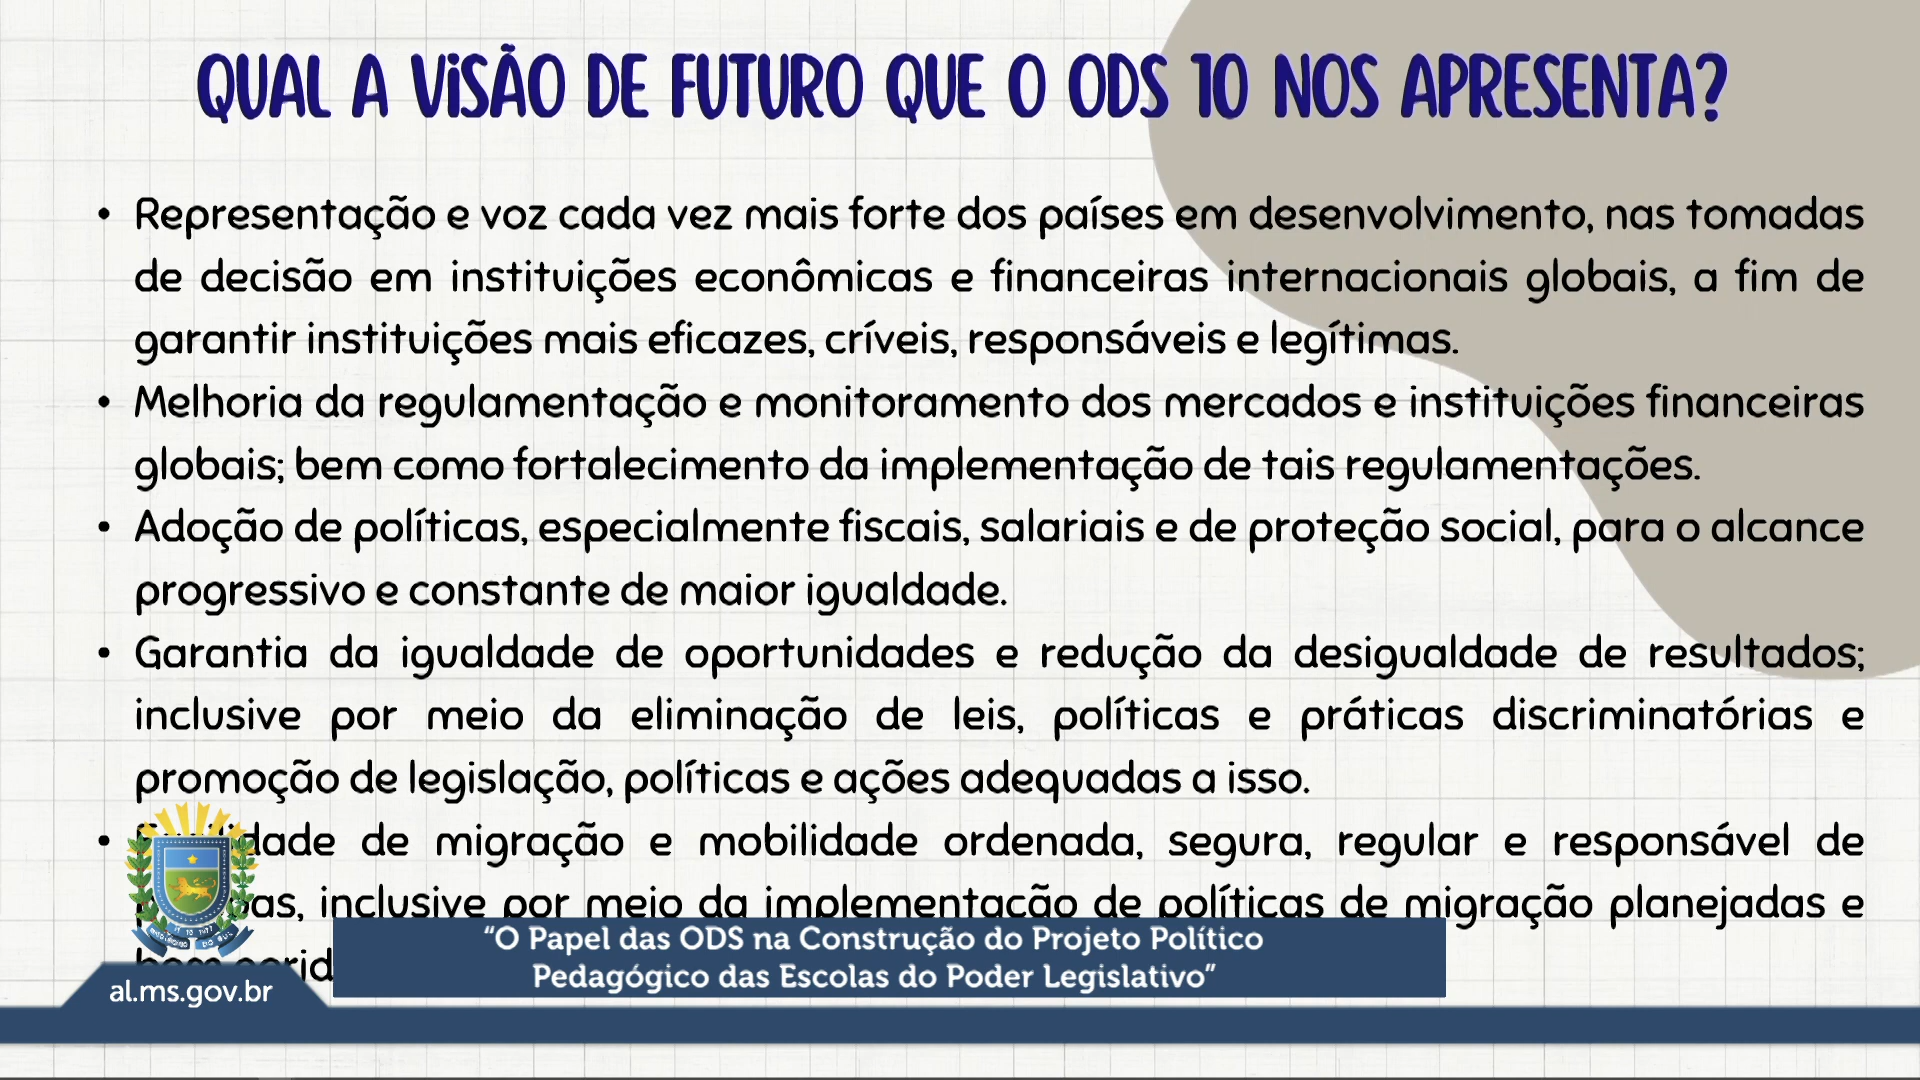 QUAL A VISÃO DE FUTURO QUE O ODS 10 NOS APRESENTA?
• Representação e voz cada vez mais forte dos países em desenvolvimento, nas tomadas
de decisão em instituições econômicas e financeiras internacionais globais, a fim de
garantir instituições mais eficazes, críveis, responsáveis e legítimas.
• Melhoria da regulamentação e monitoramento dos mercados e instituições financeiras
globais; bem como fortalecimento da implementação de tais regulamentações.
• Adoção de políticas, especialmente fiscais, salariais e de proteção social, para o alcance
progressivo e constante de maior igualdade.
• Garantia da igualdade de oportunidades e redução da desigualdade de resultados;
inclusive por meio da eliminação de leis, políticas e práticas discriminatórias e
promoção de legislação, políticas e ações adequadas a isso.
• de migração e mobilidade ordenada, segura, regular e responsável de
inclusive por meio da implementação de políticas de migração planejadas e
“O Papel das ODS na Construção do Projeto Político
Pedagógico das Escolas do Poder Legislativo”
al.ms.gov.br